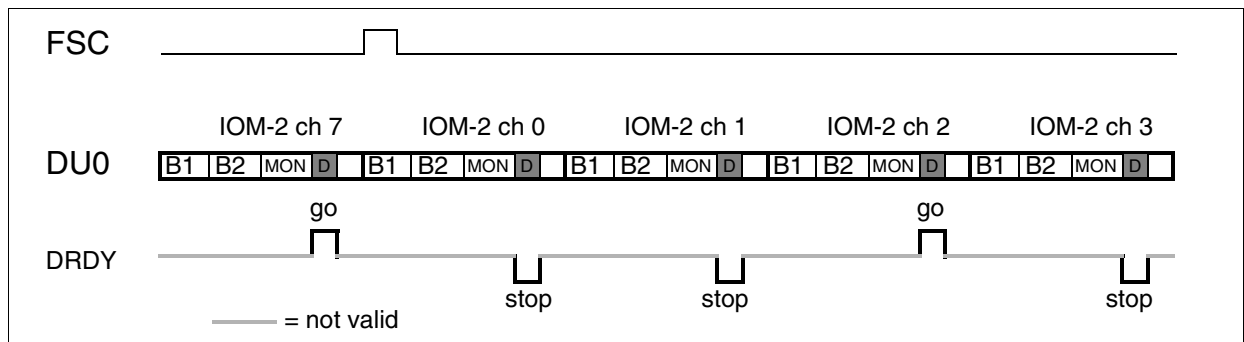 FSC
IOM-2 ch 7 IOM-2 ch 0 IOM-2 ch 1 IOM-2 ch 2 IOM-2 ch 3
DU0 B1 B2 MON D B1 B2 MON D B1 B2 MON D B1 B2 MON D B1 B2 MON D
go go
DRDY
stop stop stop
= not valid